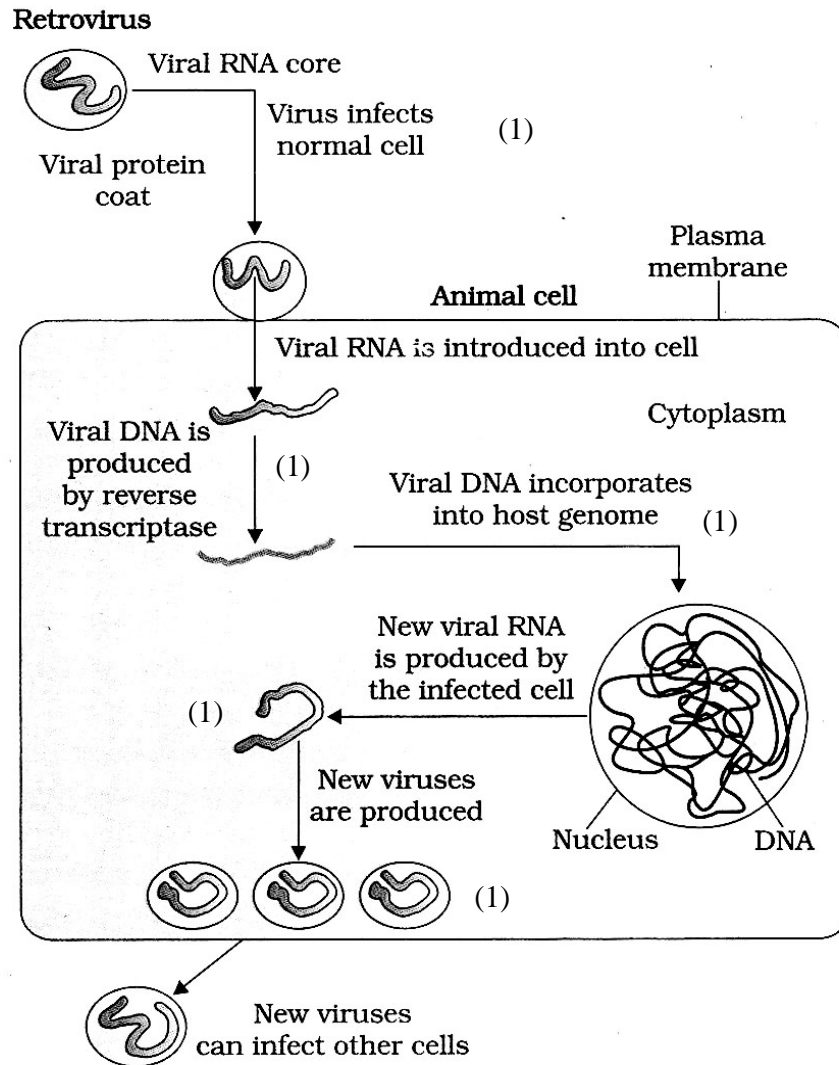 Retrovirus
Viral RNA core
Virus infects
normal cell
(1)
Viral protein
coat
Plasma
membrane
Animal cell
Viral RNA is introduced into cell
Cytoplasm
Viral DNA is
produced
by reverse
transcriptase
(1)
Viral DNA incorporates
into host genome
(1)
New viral RNA
is produced by
the infected cell
(1)
New viruses
are produced
Nucleus
DNA
(1)
New viruses
can infect other cells